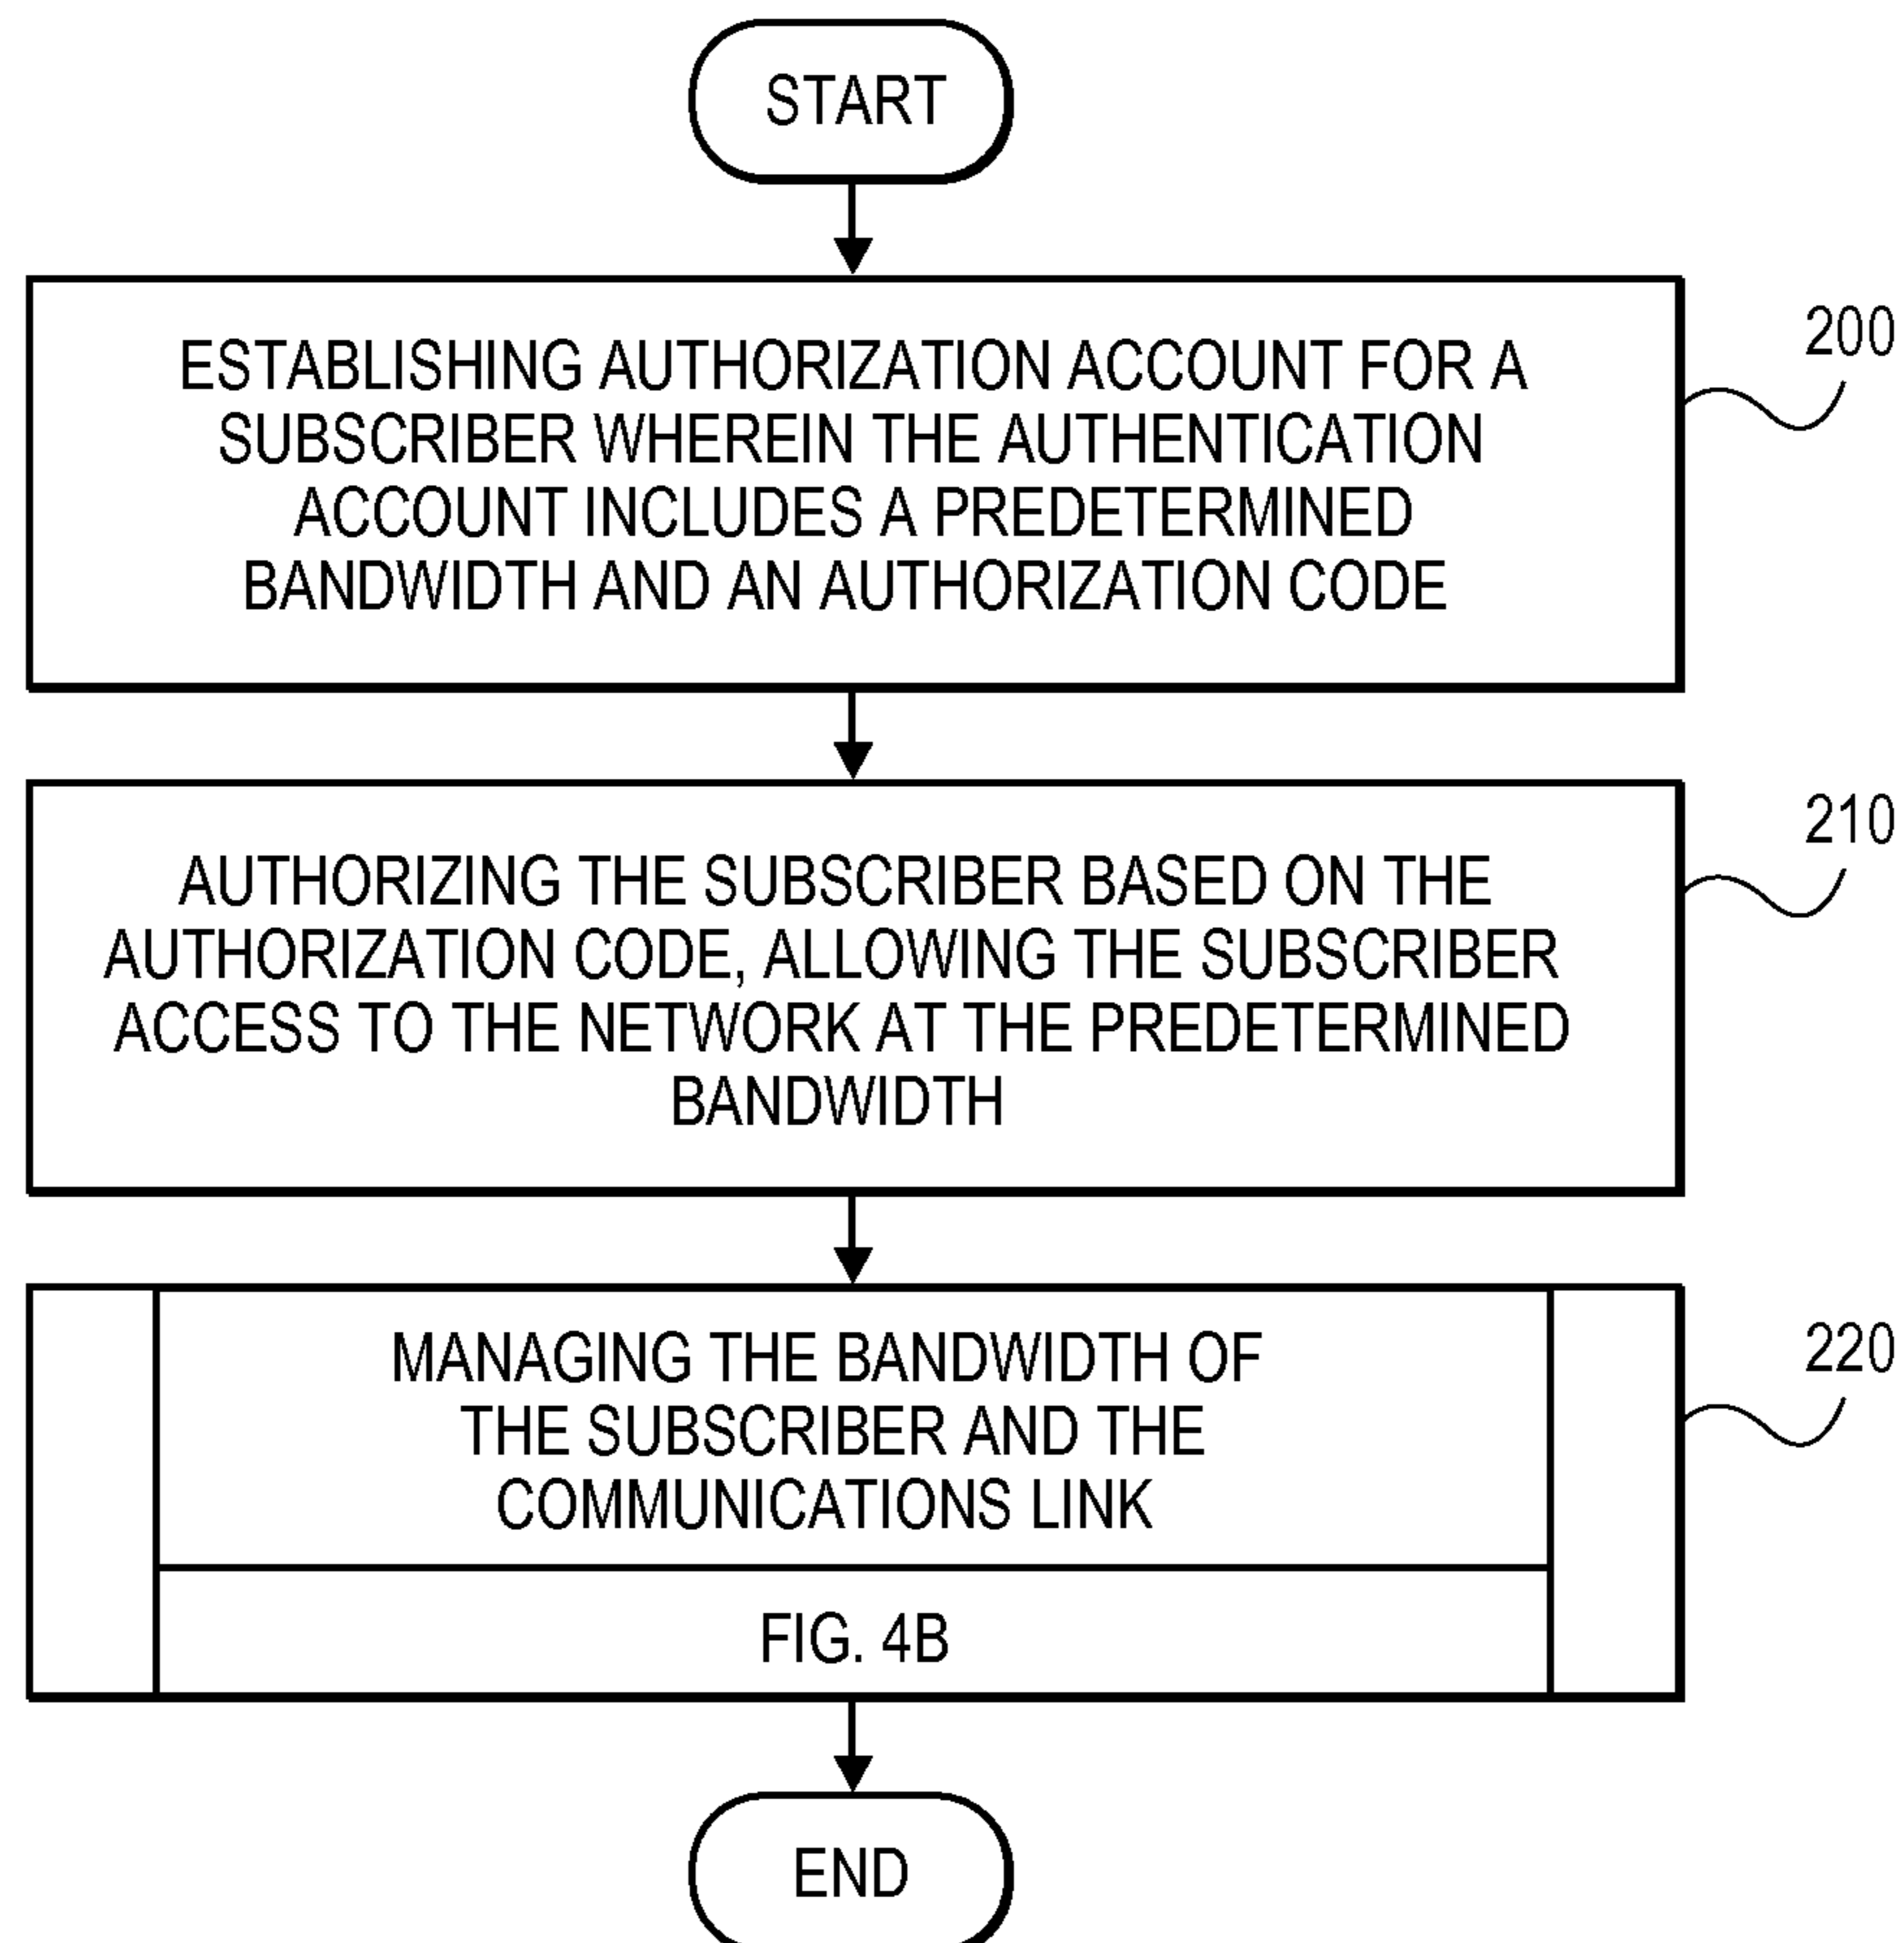 START
200
ESTABLISHING AUTHORIZATION ACCOUNT FOR A
SUBSCRIBER WHEREIN THE AUTHENTICATION
ACCOUNT INCLUDES A PREDETERMINED
BANDWIDTH AND AN AUTHORIZATION CODE
210
AUTHORIZING THE SUBSCRIBER BASED ON THE
AUTHORIZATION CODE, ALLOWING THE SUBSCRIBER
ACCESS TO THE NETWORK AT THE PREDETERMINED
BANDWIDTH
220
MANAGING THE BANDWIDTH OF
THE SUBSCRIBER AND THE
COMMUNICATIONS LINK
FIG. 4B
END